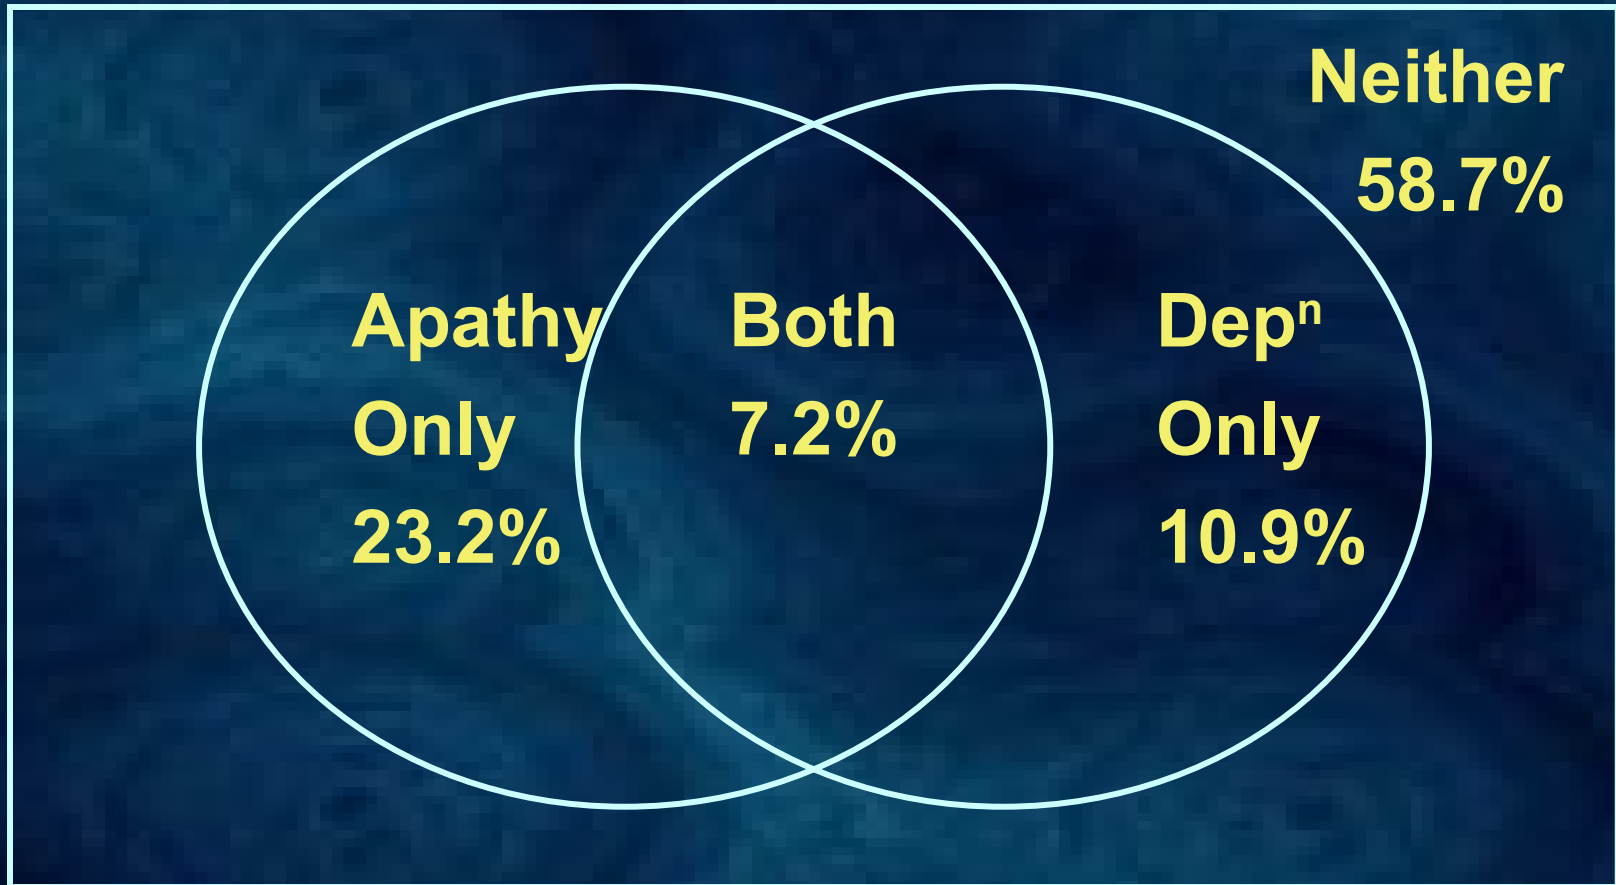 Neither
58.7%
Apathy
Only
23.2%
Both
7.2%
Depⁿ
Only
10.9%